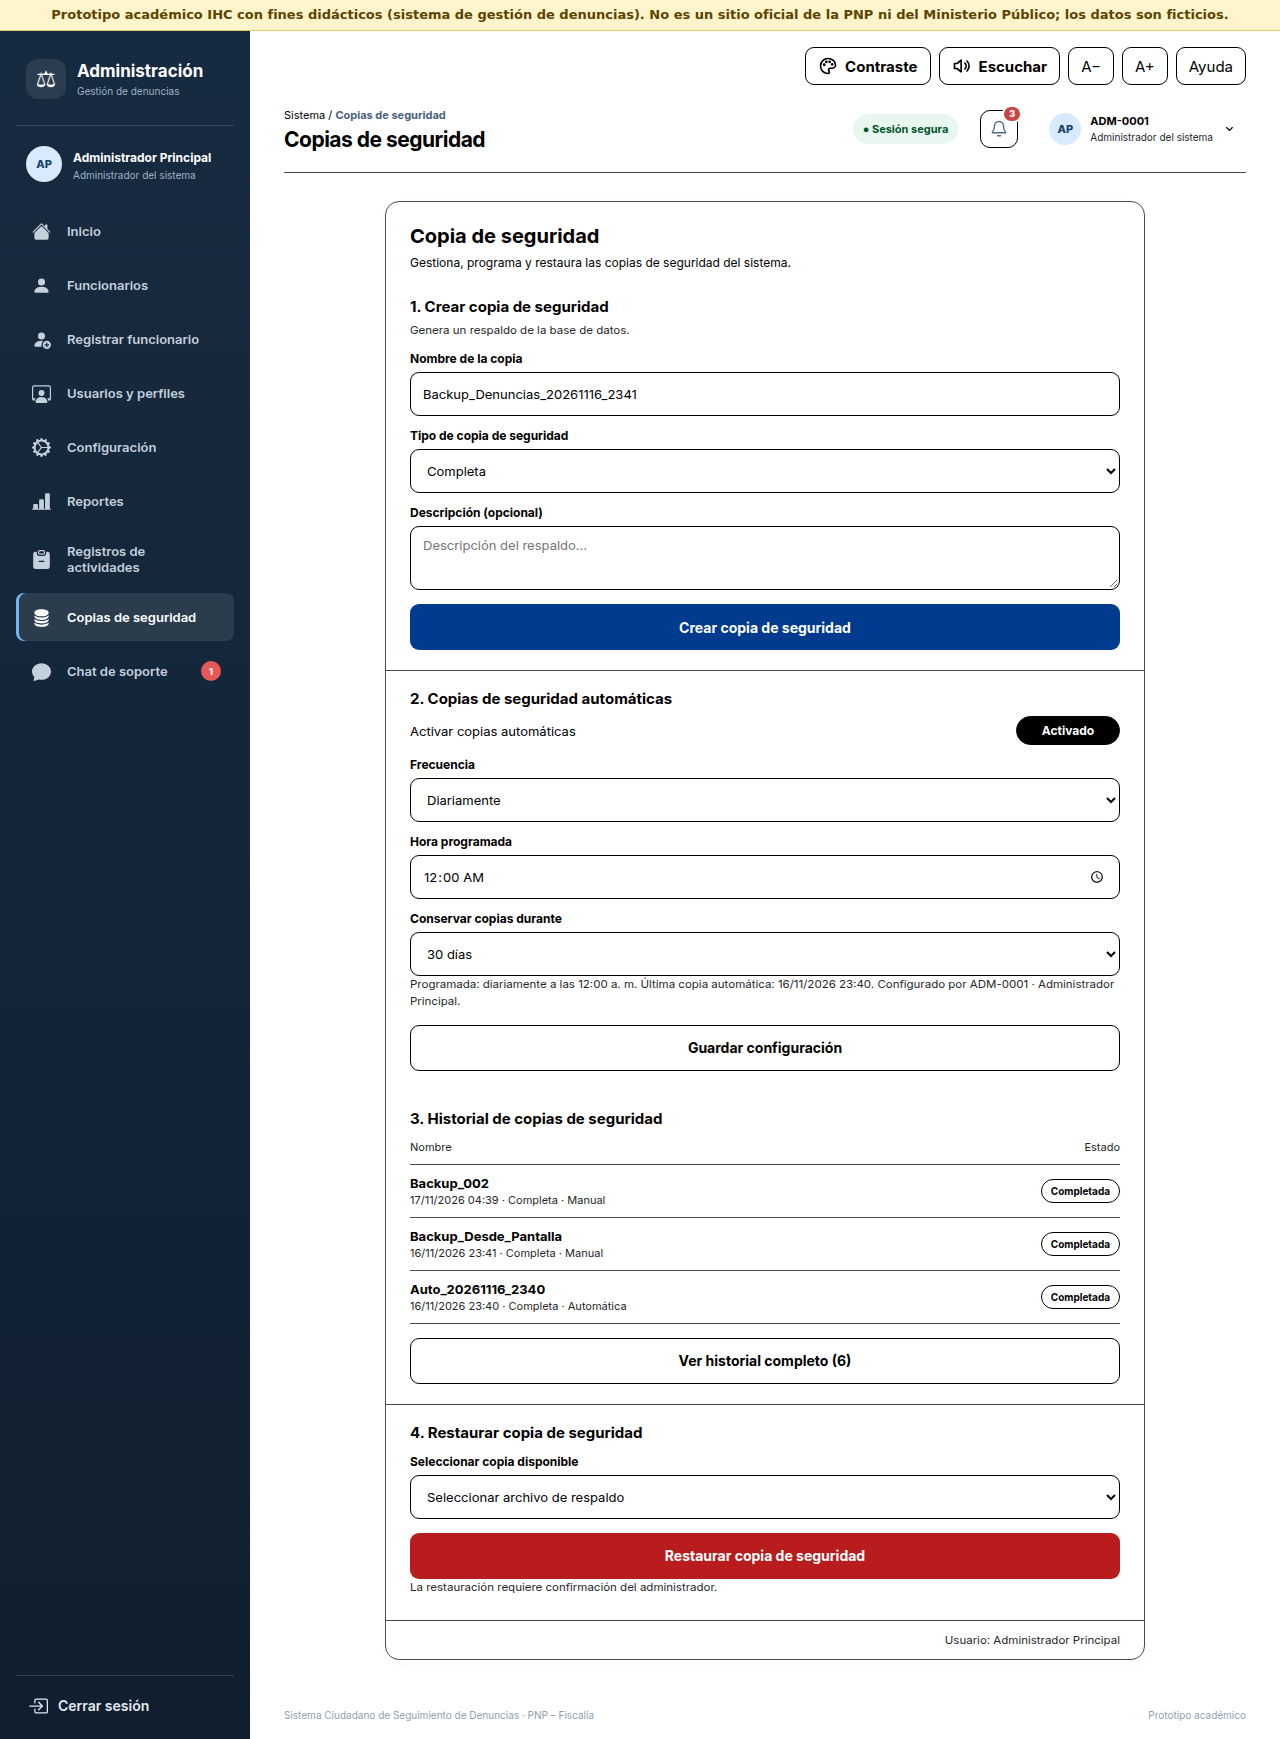 Prototipo académico IHC con fines didácticos (sistema de gestión de denuncias). No es un sitio oficial de la PNP ni del Ministerio Público; los datos son ficticios.
Administración
Gestión de denuncias
Administrador Principal
Administrador del sistema
Inicio
Funcionarios
Registrar funcionario
Usuarios y perfiles
Configuración
Reportes
Registros de
actividades
Copias de seguridad
Chat de soporte 1
Cerrar sesión
Contraste Escuchar A− A+ Ayuda
Sistema / Copias de seguridad
Copias de seguridad
● Sesión segura
3
AP
ADM-0001
Administrador del sistema
AP
Copia de seguridad
Gestiona, programa y restaura las copias de seguridad del sistema.
1. Crear copia de seguridad
Genera un respaldo de la base de datos.
Nombre de la copia
Backup_Denuncias_20261116_2341
Tipo de copia de seguridad
Completa
Descripción (opcional)
Descripción del respaldo...
Crear copia de seguridad
2. Copias de seguridad automáticas
Activar copias automáticas Activado
Frecuencia
Diariamente
Hora programada
12:00 AM
Conservar copias durante
30 días
Programada: diariamente a las 12:00 a. m. Última copia automática: 16/11/2026 23:40. Configurado por ADM-0001 · Administrador
Principal.
Guardar configuración
3. Historial de copias de seguridad
Nombre Estado
Backup_002
17/11/2026 04:39 · Completa · Manual
Completada
Backup_Desde_Pantalla
16/11/2026 23:41 · Completa · Manual
Completada
Auto_20261116_2340
16/11/2026 23:40 · Completa · Automática
Completada
Ver historial completo (6)
4. Restaurar copia de seguridad
Seleccionar copia disponible
Seleccionar archivo de respaldo
Restaurar copia de seguridad
La restauración requiere confirmación del administrador.
Usuario: Administrador Principal
Sistema Ciudadano de Seguimiento de Denuncias · PNP – Fiscalía
Prototipo académico